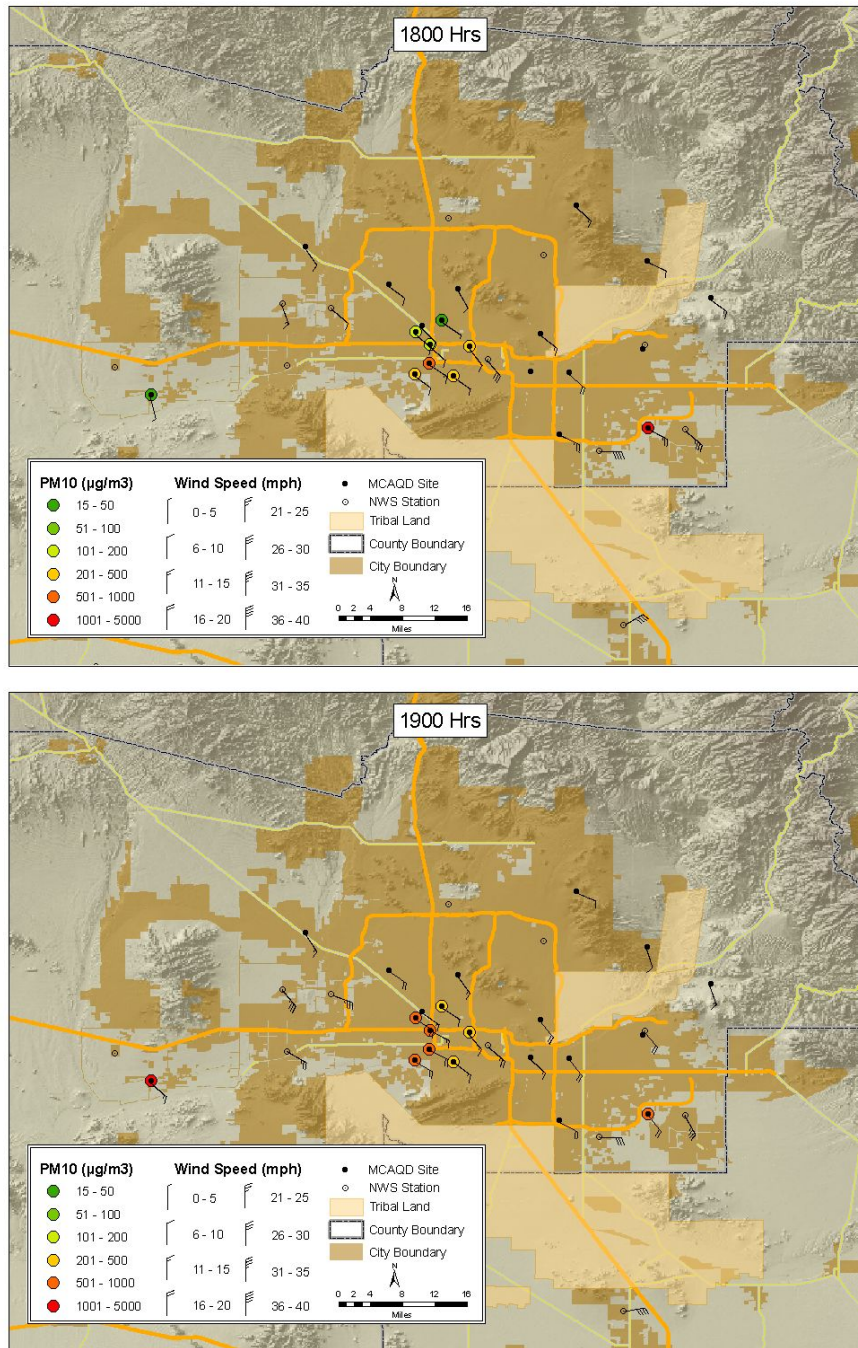 1800 Hrs
PM10 (µg/m3)
15 - 50
51 - 100
101 - 200
201 - 500
501 - 1000
1001 - 5000
Wind Speed (mph)
0 - 5
21 - 25
6 - 10
26 - 30
11 - 15
31 - 35
16 - 20
36 - 40
MCAQD Site
NWS Station
Tribal Land
County Boundary
City Boundary
N
0 2 4 8 12 16
Miles
1900 Hrs
PM10 (µg/m3)
15 - 50
51 - 100
101 - 200
201 - 500
501 - 1000
1001 - 5000
Wind Speed (mph)
0 - 5
21 - 25
6 - 10
26 - 30
11 - 15
31 - 35
16 - 20
36 - 40
MCAQD Site
NWS Station
Tribal Land
County Boundary
City Boundary
N
0 2 4 8 12 16
Miles